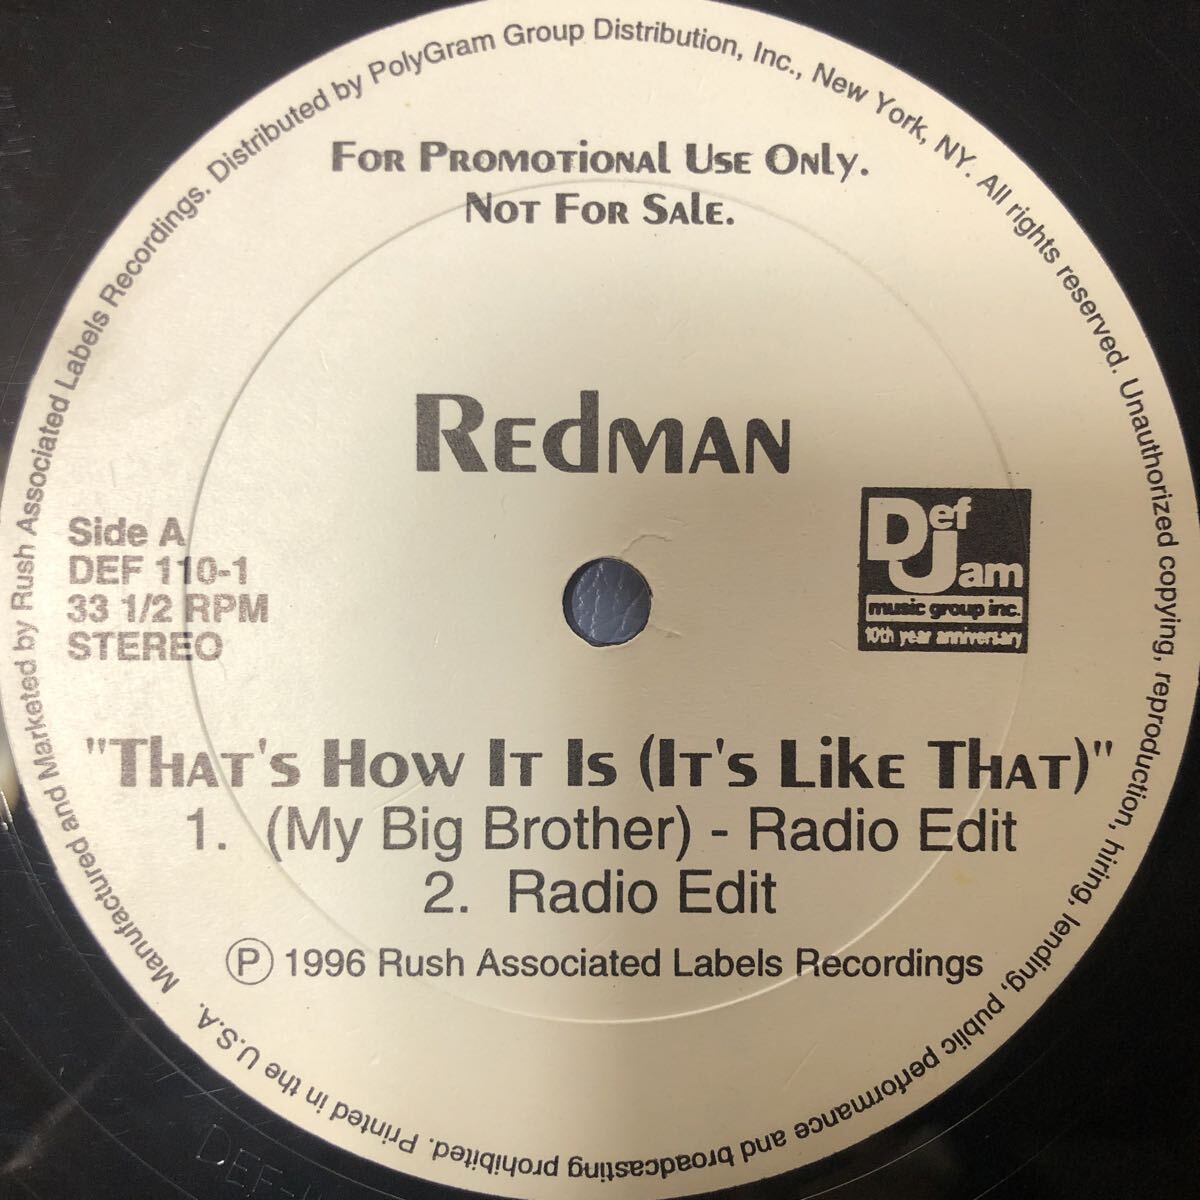 For Promotional Use Only.
Not For Sale.
Redman
Side A
DEF 110-1
33 1/2 RPM
STEREO
Def
Jam
music group inc.
10th year anniversary
"That's How It Is (It's Like That)"
1. (My Big Brother) - Radio Edit
2. Radio Edit
Ⓟ 1996 Rush Associated Labels Recordings
Manufactured and Marketed by Rush Associated Labels Recordings. Distributed by PolyGram Group Distribution, Inc., New York, NY. All rights reserved. Unauthorized copying, reproduction, hiring, lending, public performance and broadcasting prohibited. Printed in the U.S.A.